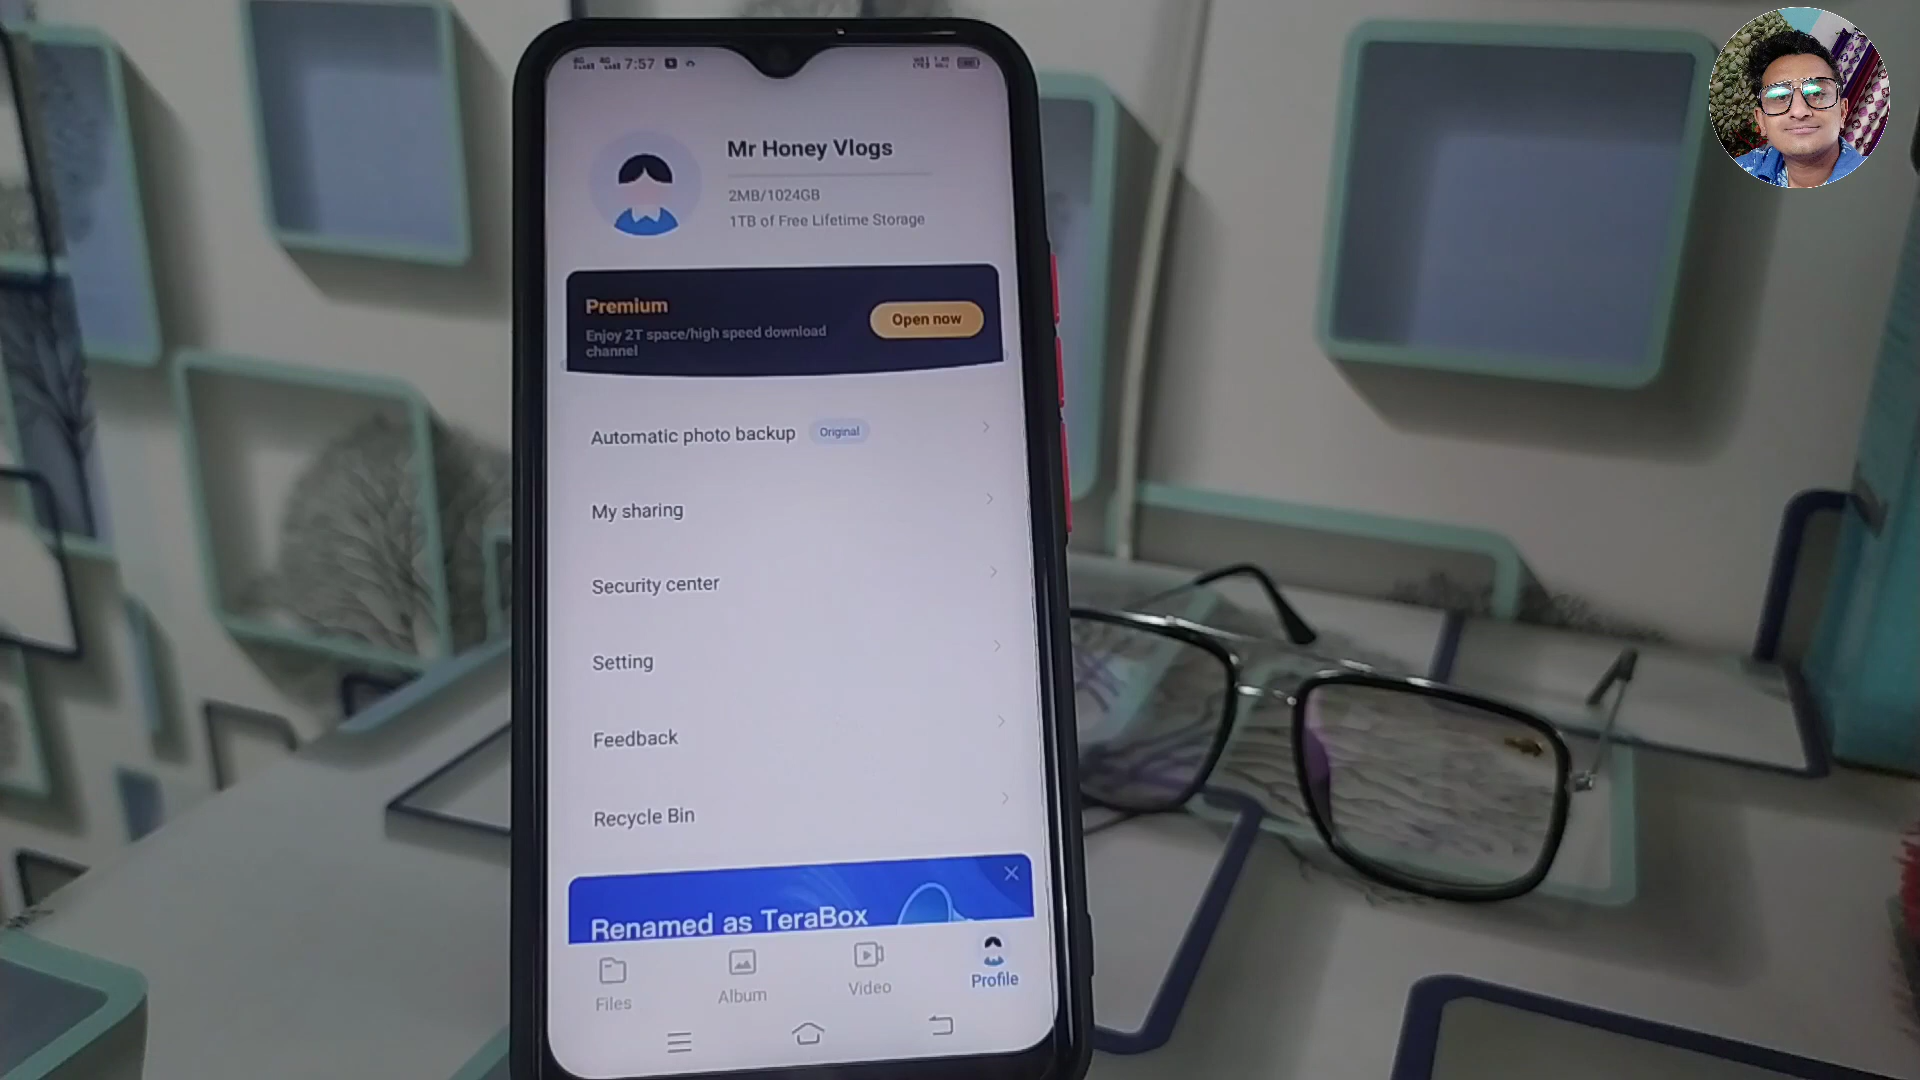 7:57
Mr Honey Vlogs
2MB/1024GB
1TB of Free Lifetime Storage
Premium
Enjoy 2T space/high speed download
channel
Open now
Automatic photo backup Original
My sharing
Security center
Setting
Feedback
Recycle Bin
Renamed as TeraBox
Files Album Video Profile